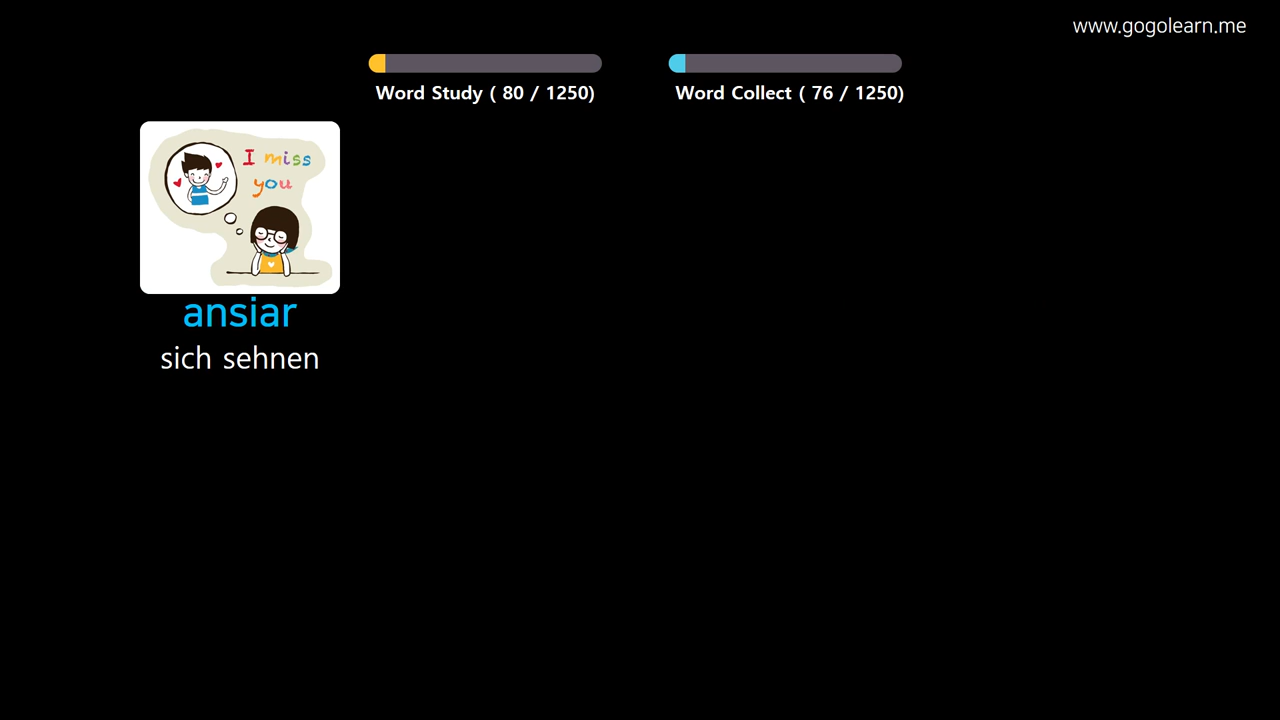 www.gogolearn.me
Word Study ( 80 / 1250)
Word Collect ( 76 / 1250)
I miss
you
ansiar
sich sehnen